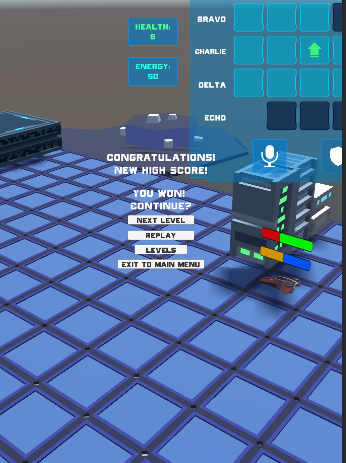 HEALTH:
6
ENERGY:
50
BRAVO
CHARLIE
DELTA
ECHO
CONGRATULATIONS!
NEW HIGH SCORE!
YOU WON!
CONTINUE?
NEXT LEVEL
REPLAY
LEVELS
EXIT TO MAIN MENU